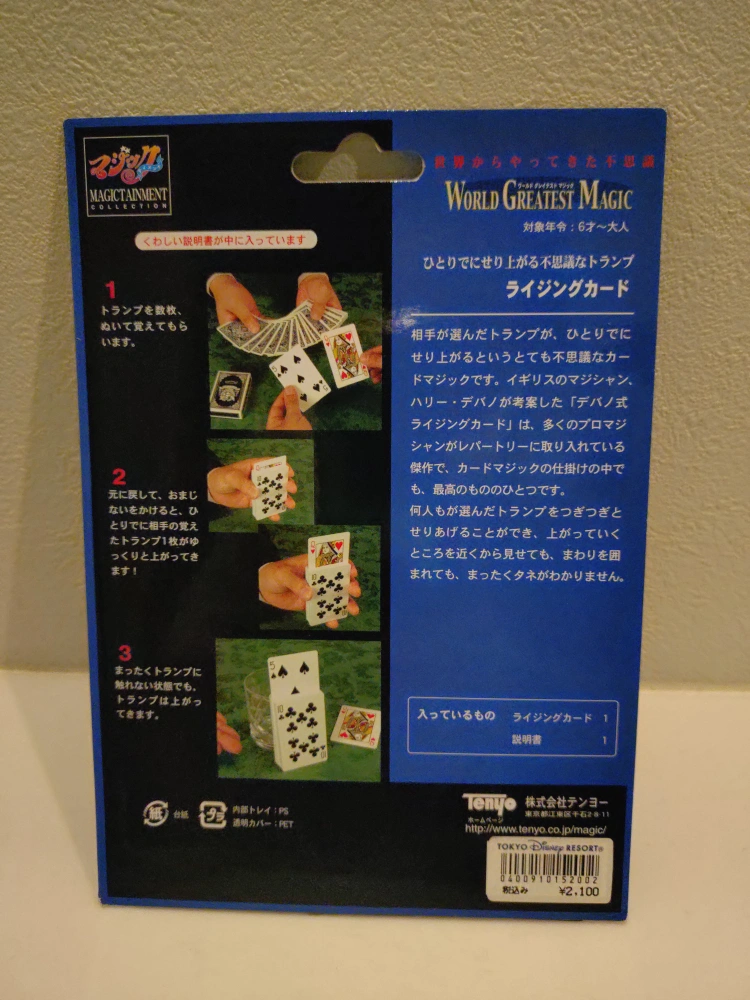 マジック
MAGICTAINMENT
COLLECTION
くわしい説明書が中に入っています
1
トランプを数枚、
ぬいて覚えてもら
います。
2
元に戻して、おまじ
ないをかけると、ひ
とりでに相手の覚え
たトランプ1枚がゆ
っくりと上がってき
ます!
3
まったくトランプに
触れない状態でも、
トランプは上がっ
てきます。
世界からやってきた不思議
ワールド グレイテスト マジック
WORLD GREATEST MAGIC
対象年令:6才〜大人
ひとりでにせり上がる不思議なトランプ
ライジングカード
相手が選んだトランプが、ひとりでに
せり上がるというとても不思議なカー
ドマジックです。イギリスのマジシャン、
ハリー・デバノが考案した「デバノ式
ライジングカード」は、多くのプロマジ
シャンがレパートリーに取り入れている
傑作で、カードマジックの仕掛けの中で
も、最高のもののひとつです。
何人もが選んだトランプをつぎつぎと
せりあげることができ、上がっていく
ところを近くから見せても、まわりを囲
まれても、まったくタネがわかりません。
入っているもの ライジングカード 1
説明書 1
紙 台紙
プラ 内部トレイ:PS
透明カバー:PET
Tenyo 株式会社テンヨー
東京都江東区千石2-9-11
ホームページ
http://www.tenyo.co.jp/magic/
TOKYO Disney RESORT®
0400910152002
税込み ¥2,100